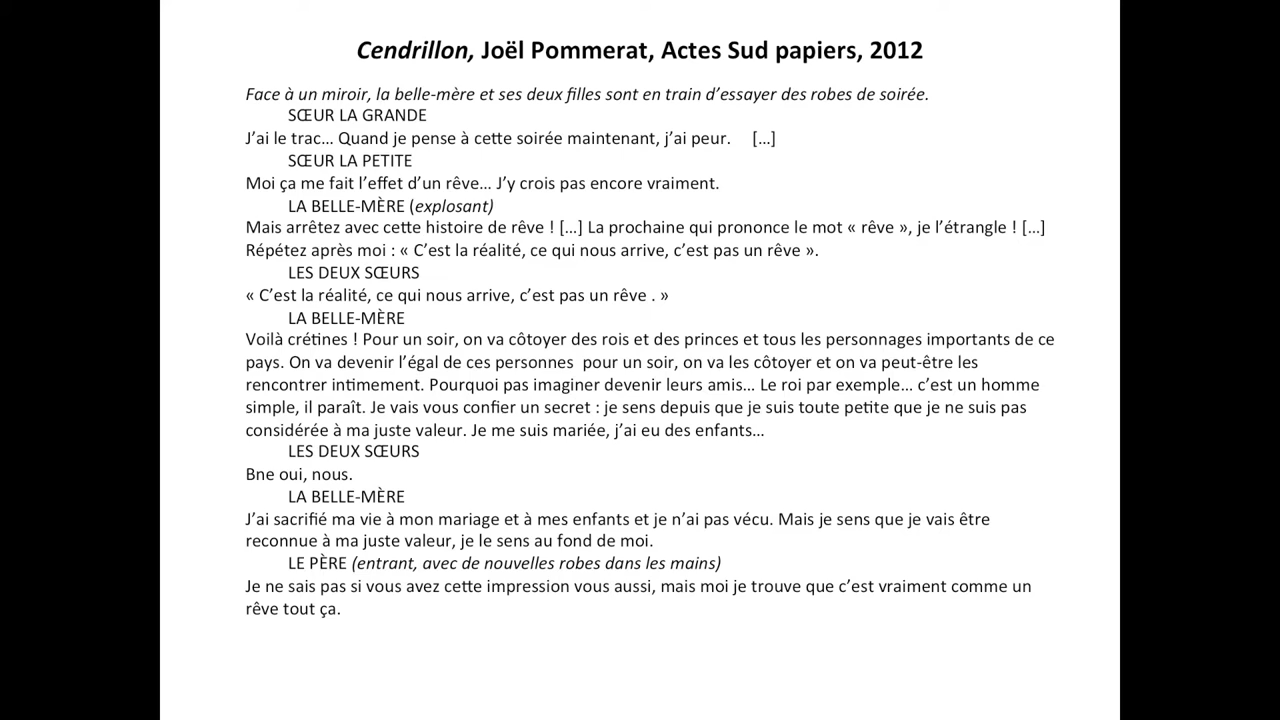 Cendrillon, Joël Pommerat, Actes Sud papiers, 2012
Face à un miroir, la belle-mère et ses deux filles sont en train d’essayer des robes de soirée.
SŒUR LA GRANDE
J’ai le trac… Quand je pense à cette soirée maintenant, j’ai peur. […]
SŒUR LA PETITE
Moi ça me fait l’effet d’un rêve… J’y crois pas encore vraiment.
LA BELLE-MÈRE (explosant)
Mais arrêtez avec cette histoire de rêve ! […] La prochaine qui prononce le mot « rêve », je l’étrangle ! […]
Répétez après moi : « C’est la réalité, ce qui nous arrive, c’est pas un rêve ».
LES DEUX SŒURS
« C’est la réalité, ce qui nous arrive, c’est pas un rêve . »
LA BELLE-MÈRE
Voilà crétines ! Pour un soir, on va côtoyer des rois et des princes et tous les personnages importants de ce
pays. On va devenir l’égal de ces personnes  pour un soir, on va les côtoyer et on va peut-être les
rencontrer intimement. Pourquoi pas imaginer devenir leurs amis… Le roi par exemple… c’est un homme
simple, il paraît. Je vais vous confier un secret : je sens depuis que je suis toute petite que je ne suis pas
considérée à ma juste valeur. Je me suis mariée, j’ai eu des enfants…
LES DEUX SŒURS
Bne oui, nous.
LA BELLE-MÈRE
J’ai sacrifié ma vie à mon mariage et à mes enfants et je n’ai pas vécu. Mais je sens que je vais être
reconnue à ma juste valeur, je le sens au fond de moi.
LE PÈRE (entrant, avec de nouvelles robes dans les mains)
Je ne sais pas si vous avez cette impression vous aussi, mais moi je trouve que c’est vraiment comme un
rêve tout ça.